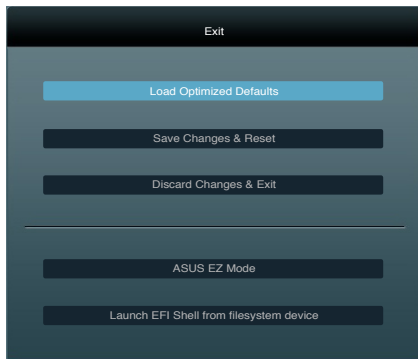 Exit
Load Optimized Defaults
Save Changes & Reset
Discard Changes & Exit
ASUS EZ Mode
Launch EFI Shell from filesystem device